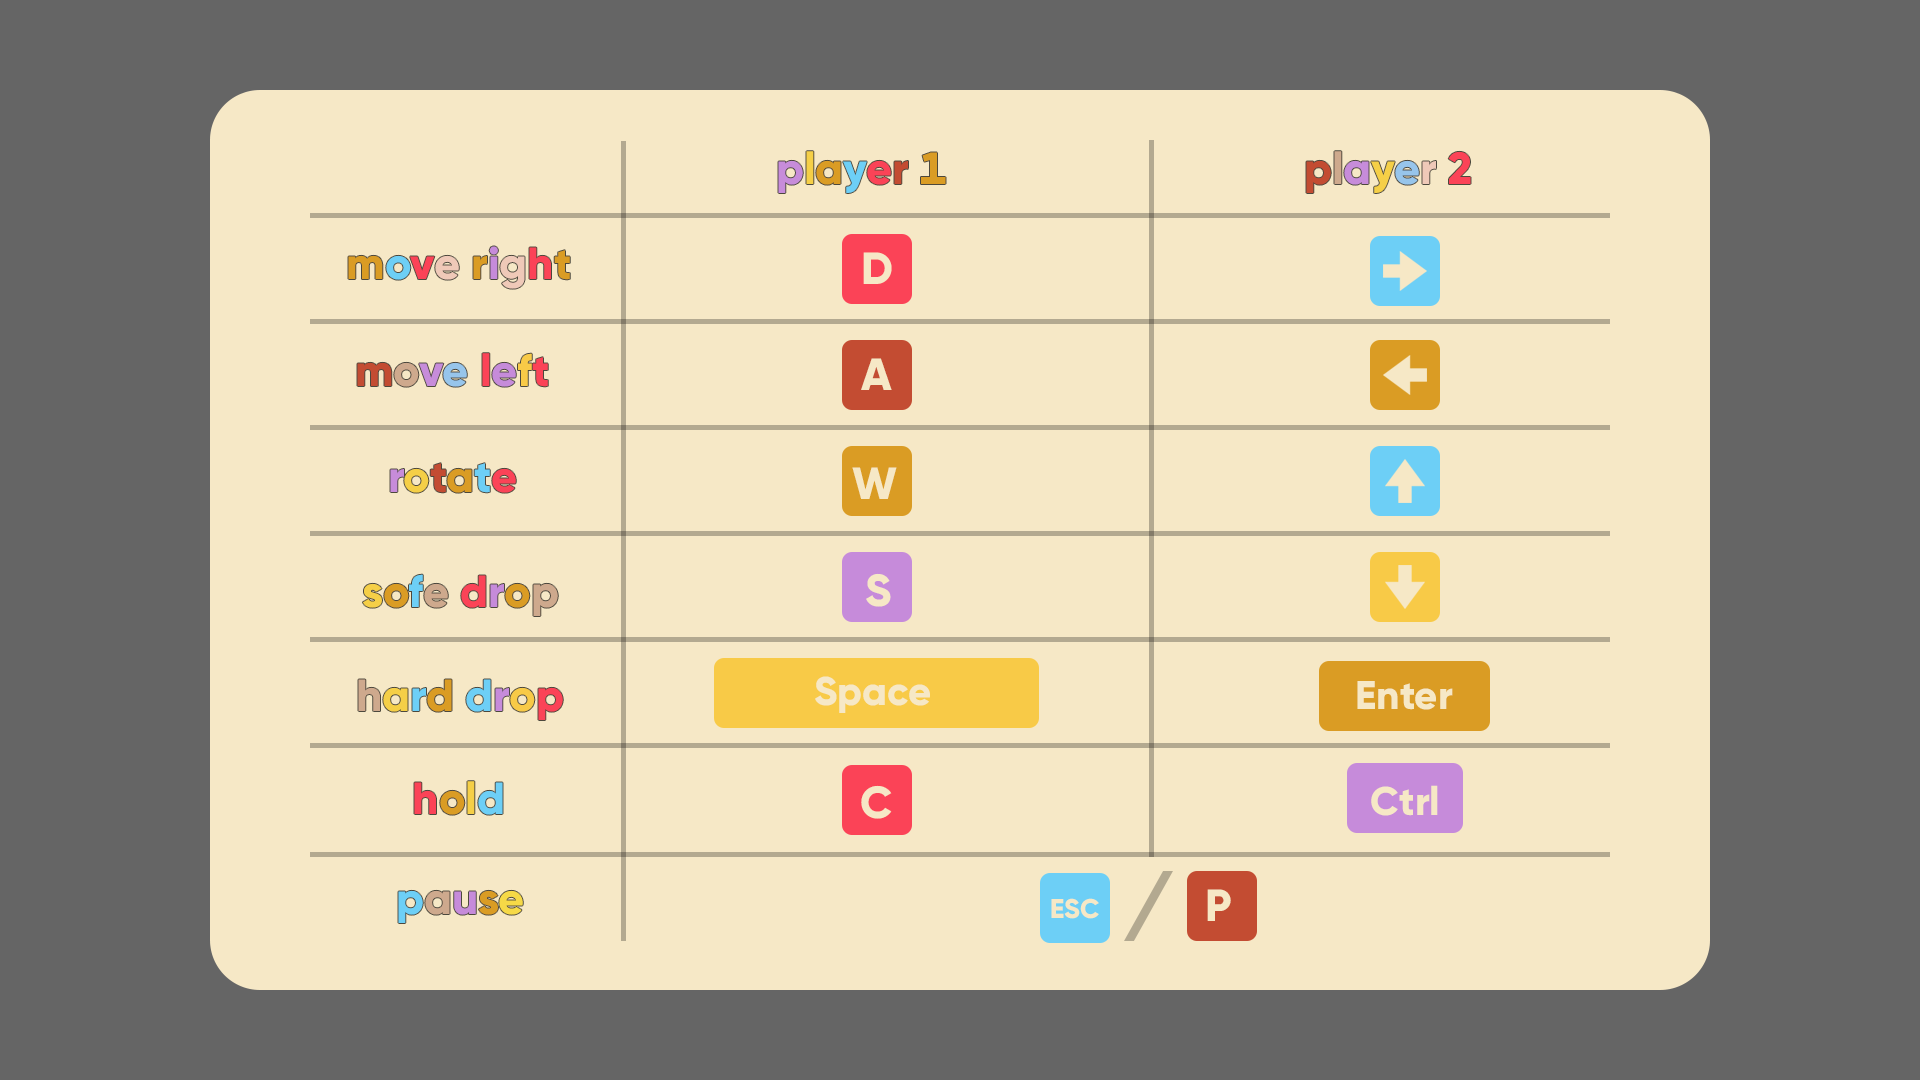 player 1 player 2
move right D
move left A
rotate W
sofe drop S
hard drop Space Enter
hold C Ctrl
pause ESC / P